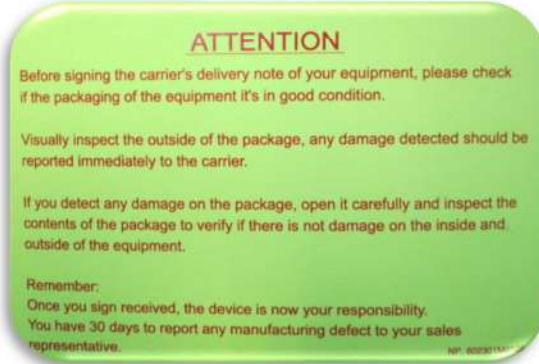 ATTENTION
Before signing the carrier's delivery note of your equipment, please check
if the packaging of the equipment it's in good condition.
Visually inspect the outside of the package, any damage detected should be
reported immediately to the carrier.
If you detect any damage on the package, open it carefully and inspect the
contents of the package to verify if there is not damage on the inside and
outside of the equipment.
Remember:
Once you sign received, the device is now your responsibility.
You have 30 days to report any manufacturing defect to your sales
representative.
NP.